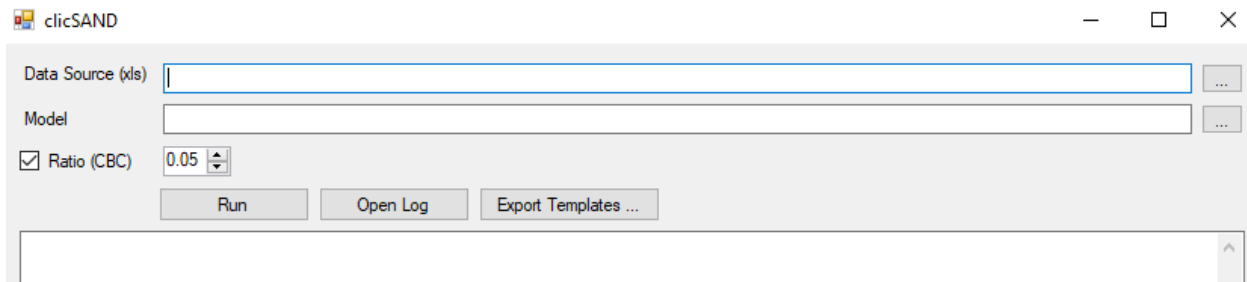 clicSAND
Data Source (xls)
...
Model
...
Ratio (CBC) 0.05
Run Open Log Export Templates ...